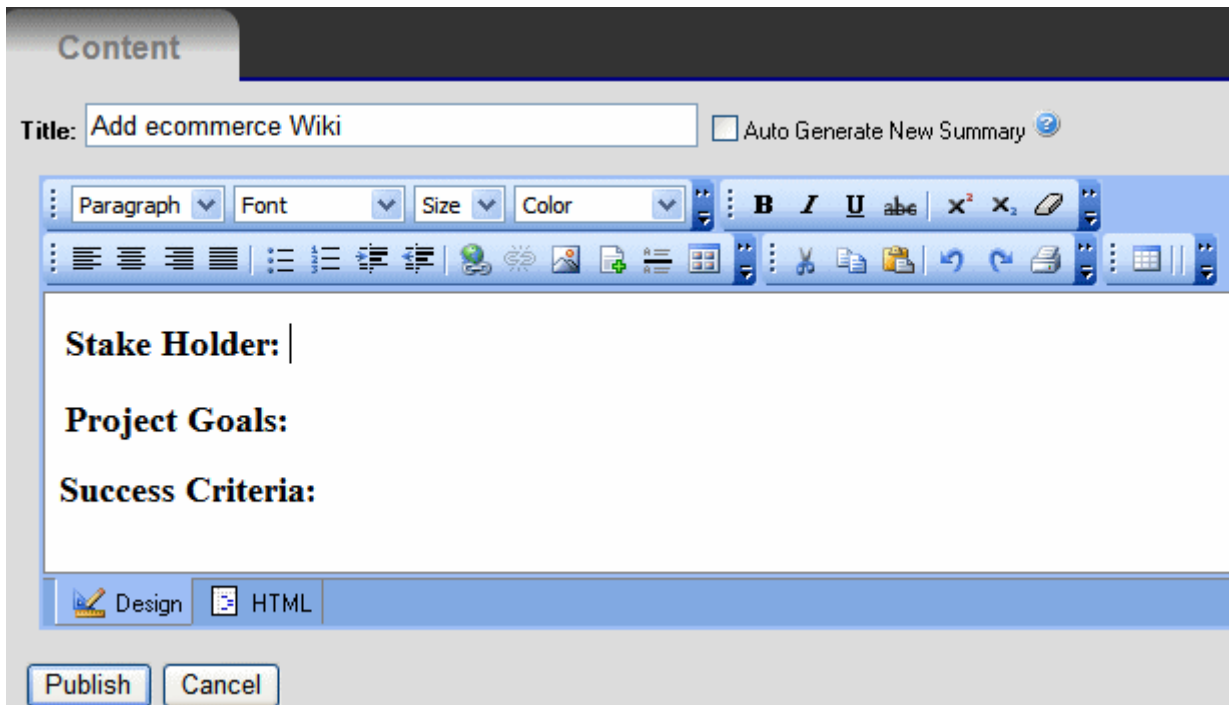 Content
Title: Add ecommerce Wiki Auto Generate New Summary ?
Paragraph Font Size Color B I U abc x² x₂
Stake Holder:
Project Goals:
Success Criteria:
Design HTML
Publish Cancel